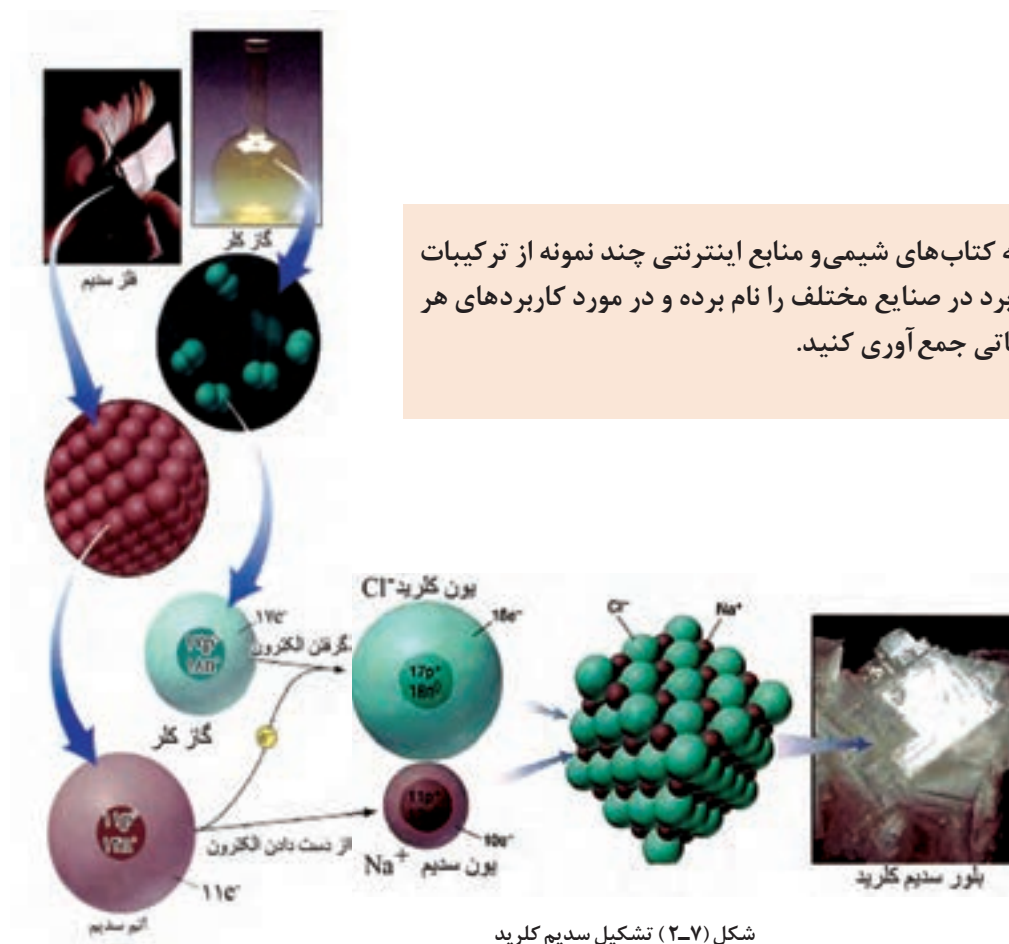 فلز سدیم
گاز کلر
ه کتاب‌های شیمی و منابع اینترنتی چند نمونه از ترکیبات
برد در صنایع مختلف را نام برده و در مورد کاربردهای هر
اتی جمع‌آوری کنید.
۱۷e⁻
گرفتن الکترون
گاز کلر
e⁻
از دست دادن الکترون
۱۱e⁻
اتم سدیم
یون کلرید Cl⁻
18e⁻
17p⁺
18n⁰
11p⁺
10e⁻
یون سدیم Na⁺
Cl⁻
Na⁺
بلور سدیم کلرید
شکل (۷ــ۲) تشکیل سدیم کلرید